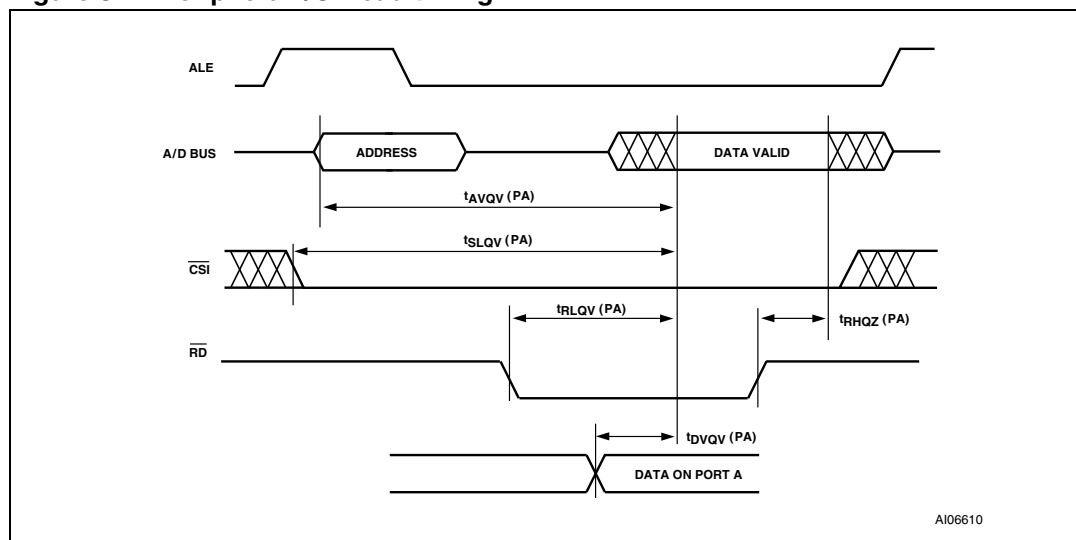 ALE
A/D BUS
ADDRESS
DATA VALID
tAVQV (PA)
tSLQV (PA)
CSI
tRLQV (PA)
tRHQZ (PA)
RD
tDVQV (PA)
DATA ON PORT A
AI06610